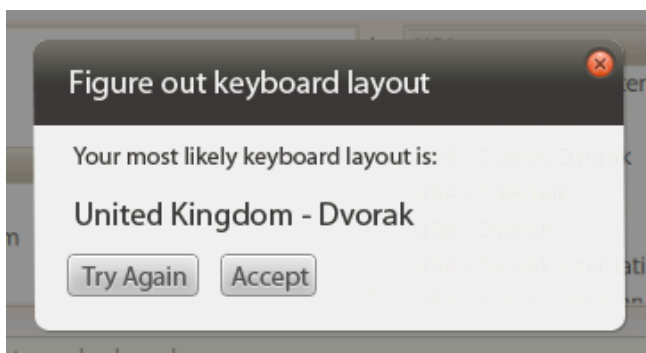 Figure out keyboard layout
Your most likely keyboard layout is:
United Kingdom - Dvorak
Try Again
Accept